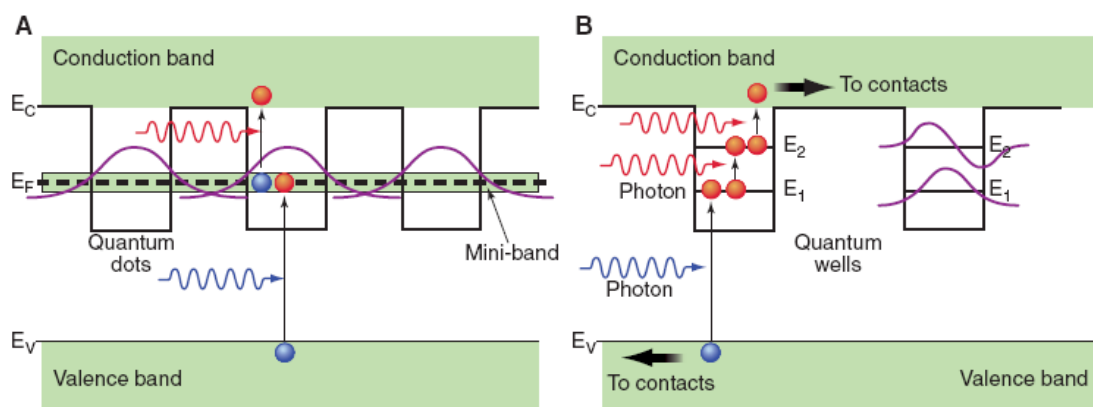 A
Conduction band
E_C
E_F
Quantum
dots
Mini-band
E_V
Valence band
B
Conduction band
To contacts
E_2
E_2
Photon
E_1
E_1
Quantum
wells
Photon
E_V
To contacts
Valence band
E_C